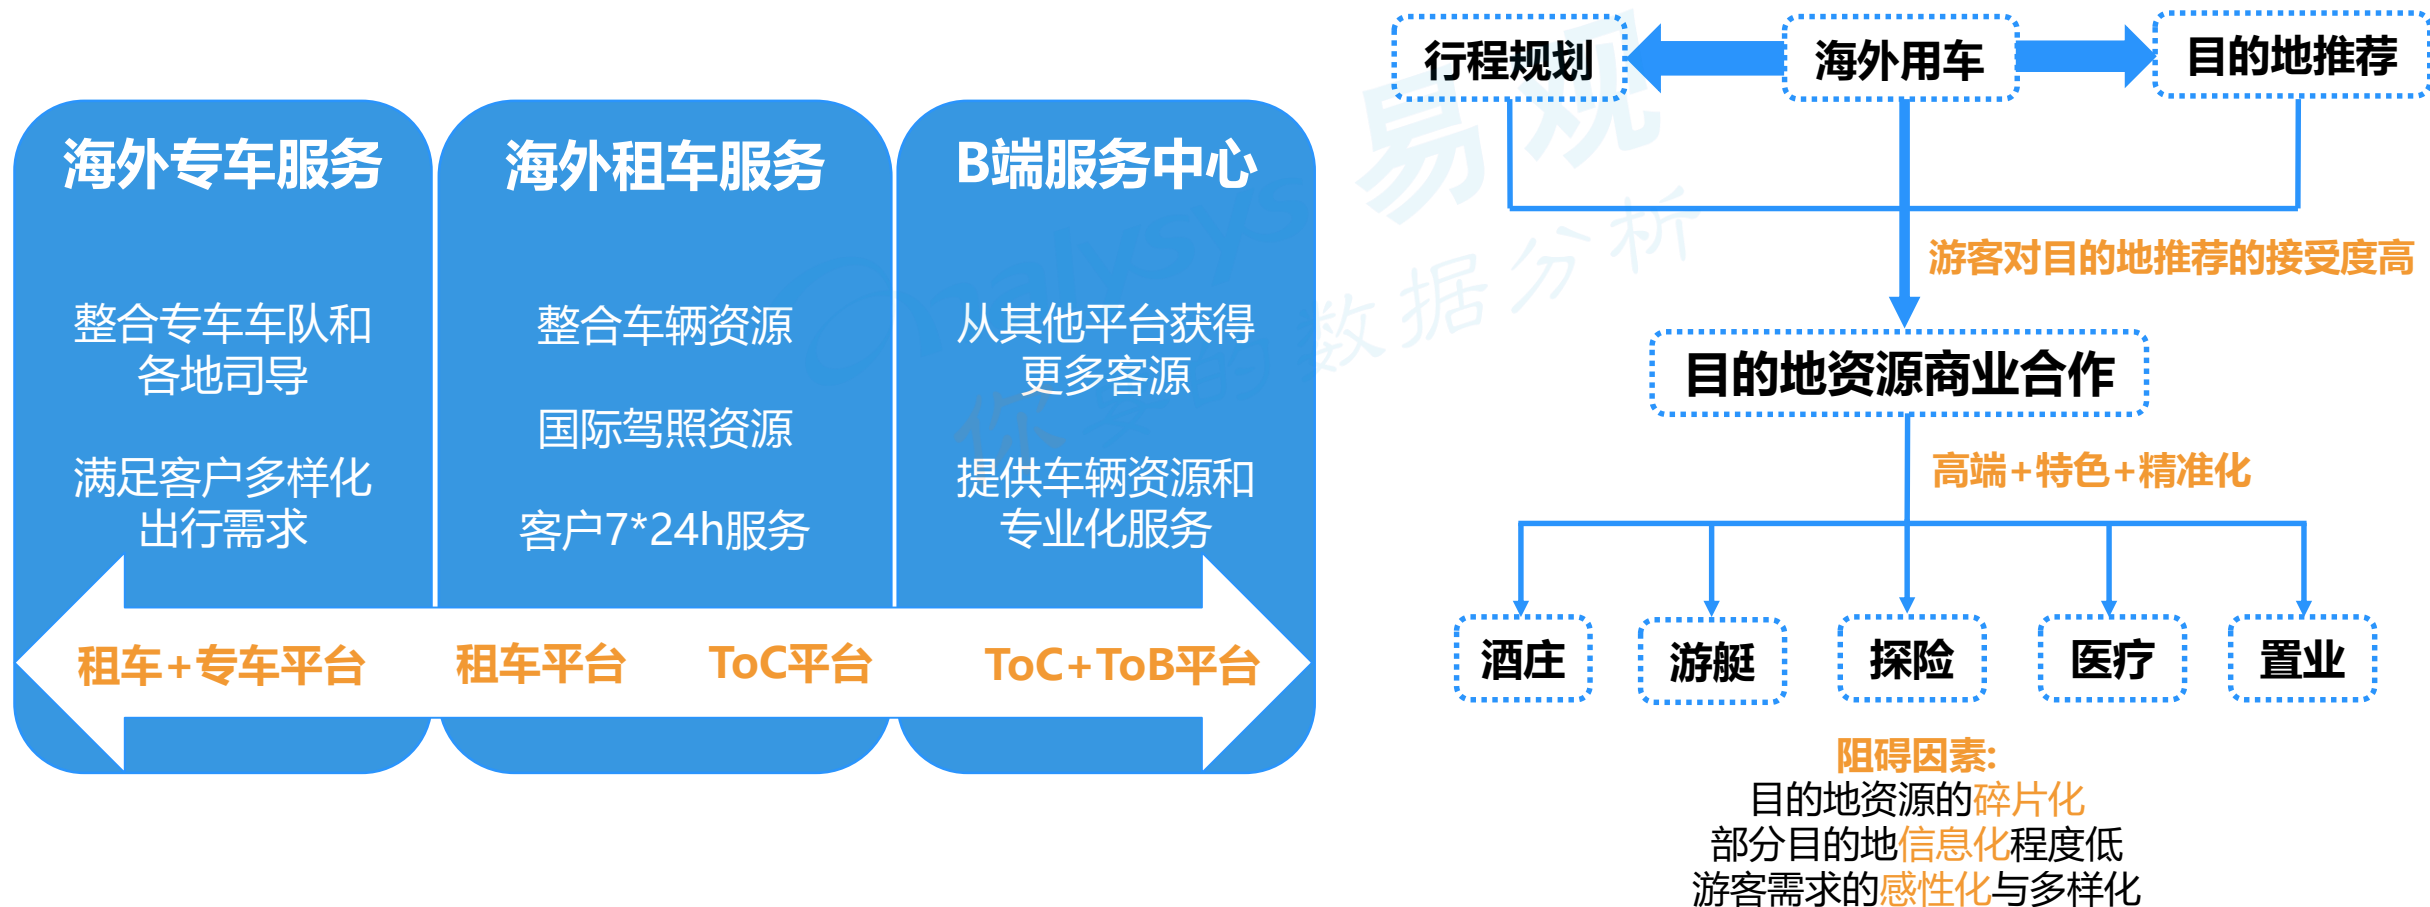 海外专车服务
整合专车车队和
各地司导
满足客户多样化
出行需求
海外租车服务
整合车辆资源
国际驾照资源
客户7*24h服务
B端服务中心
从其他平台获得
更多客源
提供车辆资源和
专业化服务
租车+专车平台
租车平台
ToC平台
ToC+ToB平台
行程规划
海外用车
目的地推荐
游客对目的地推荐的接受度高
目的地资源商业合作
高端+特色+精准化
酒庄
游艇
探险
医疗
置业
阻碍因素:
目的地资源的碎片化
部分目的地信息化程度低
游客需求的感性化与多样化
analysys 易观
你要的数据分析